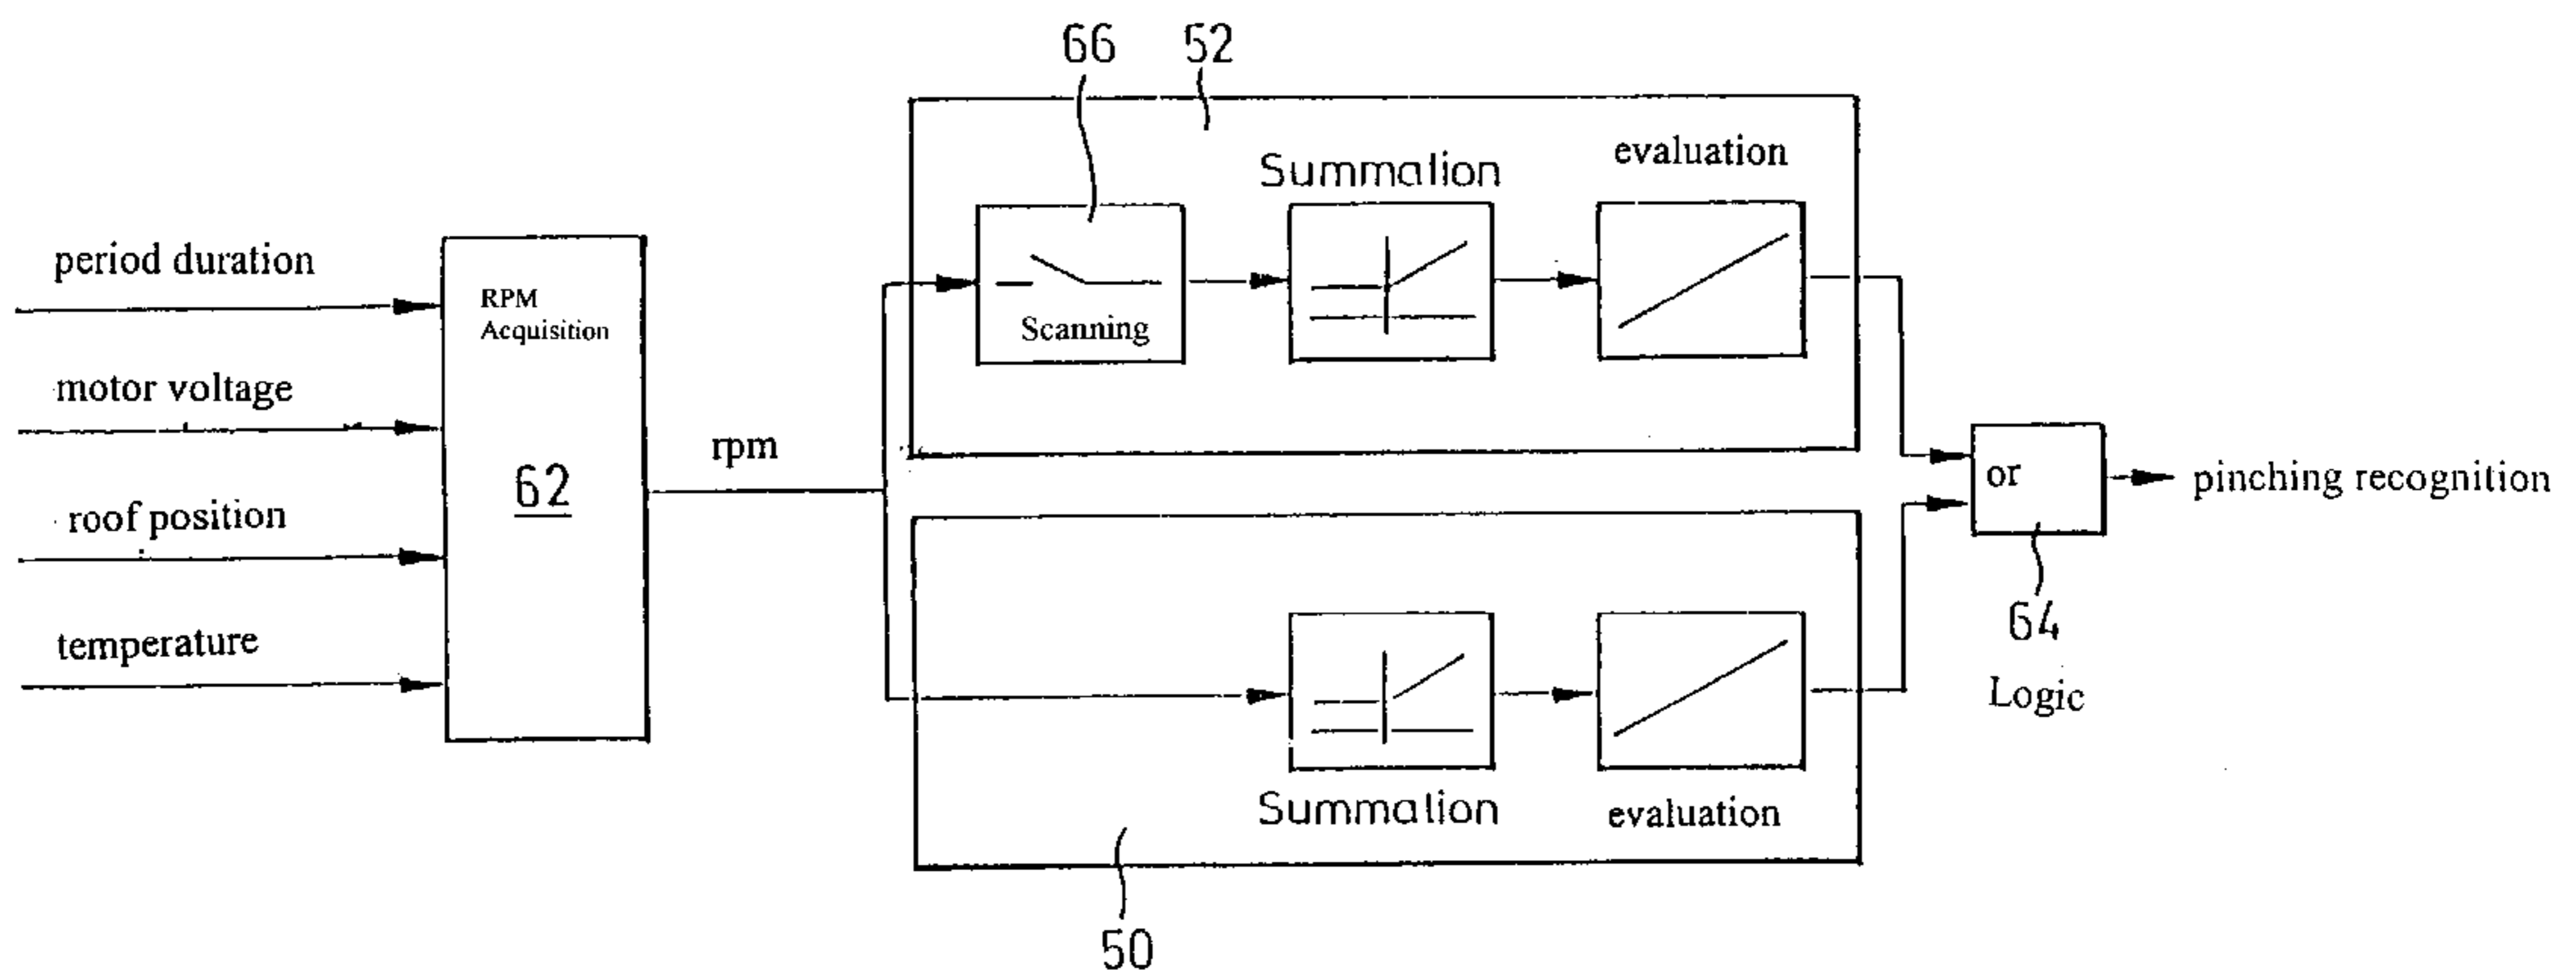 66
52
Summation
evaluation
period duration
RPM
Acquisition
Scanning
motor voltage
rpm
62
or
pinching recognition
roof position
temperature
64
Logic
Summation
evaluation
50